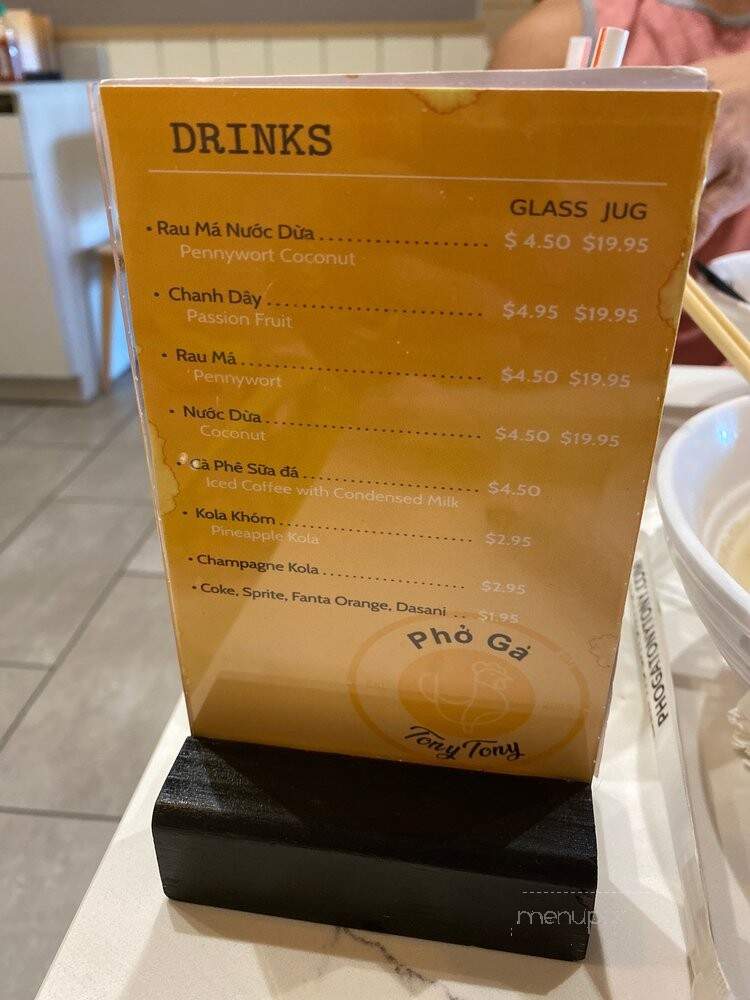 DRINKS
GLASS JUG
• Rau Má Nước Dừa .................... $ 4.50 $19.95
Pennywort Coconut
• Chanh Dây .................... $4.95 $19.95
Passion Fruit
• Rau Má .................... $4.50 $19.95
Pennywort
• Nước Dừa .................... $4.50 $19.95
Coconut
• Cà Phê Sữa đá .................... $4.50
Iced Coffee with Condensed Milk
• Kola Khóm .................... $2.95
Pineapple Kola
• Champagne Kola .................... $2.95
• Coke, Sprite, Fanta Orange, Dasani .. $1.95
Phở Gà
Tony Tony
PHOGATONYTONY.CO
menup